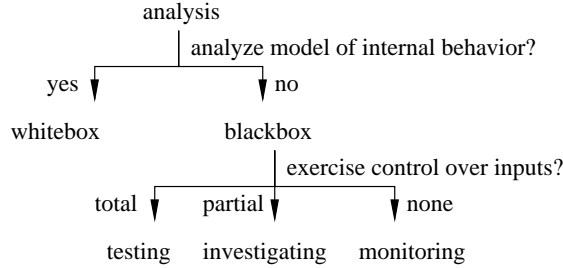 analysis
analyze model of internal behavior?
yes
no
whitebox
blackbox
exercise control over inputs?
total
partial
none
testing
investigating
monitoring